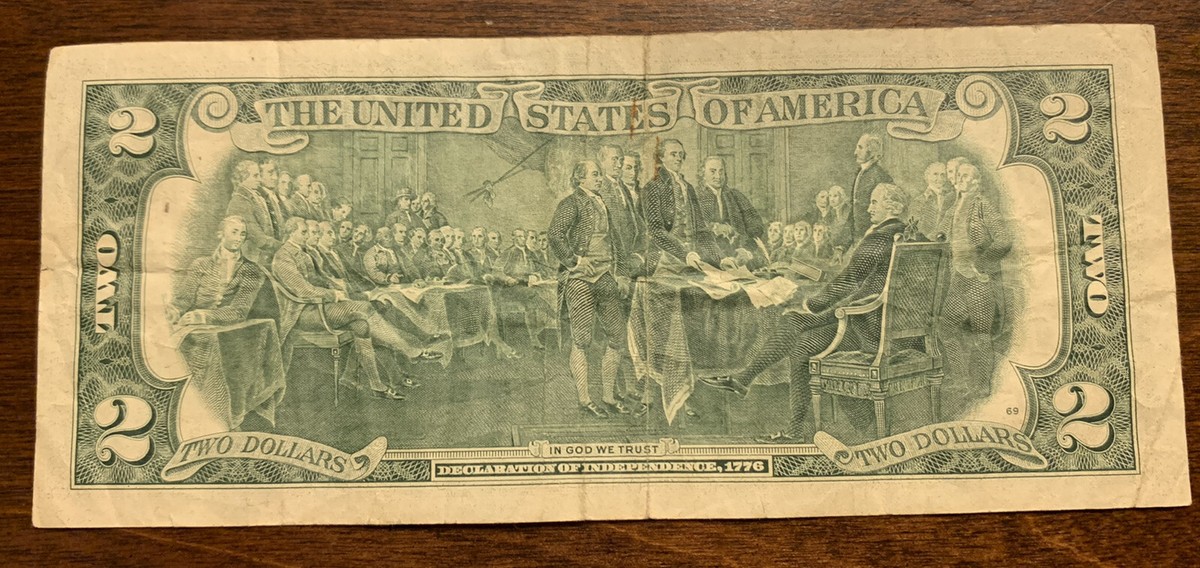 THE UNITED STATES OF AMERICA
2
2
TWO
TWO
2
2
69
TWO DOLLARS
IN GOD WE TRUST
TWO DOLLARS
DECLARATION OF INDEPENDENCE, 1776